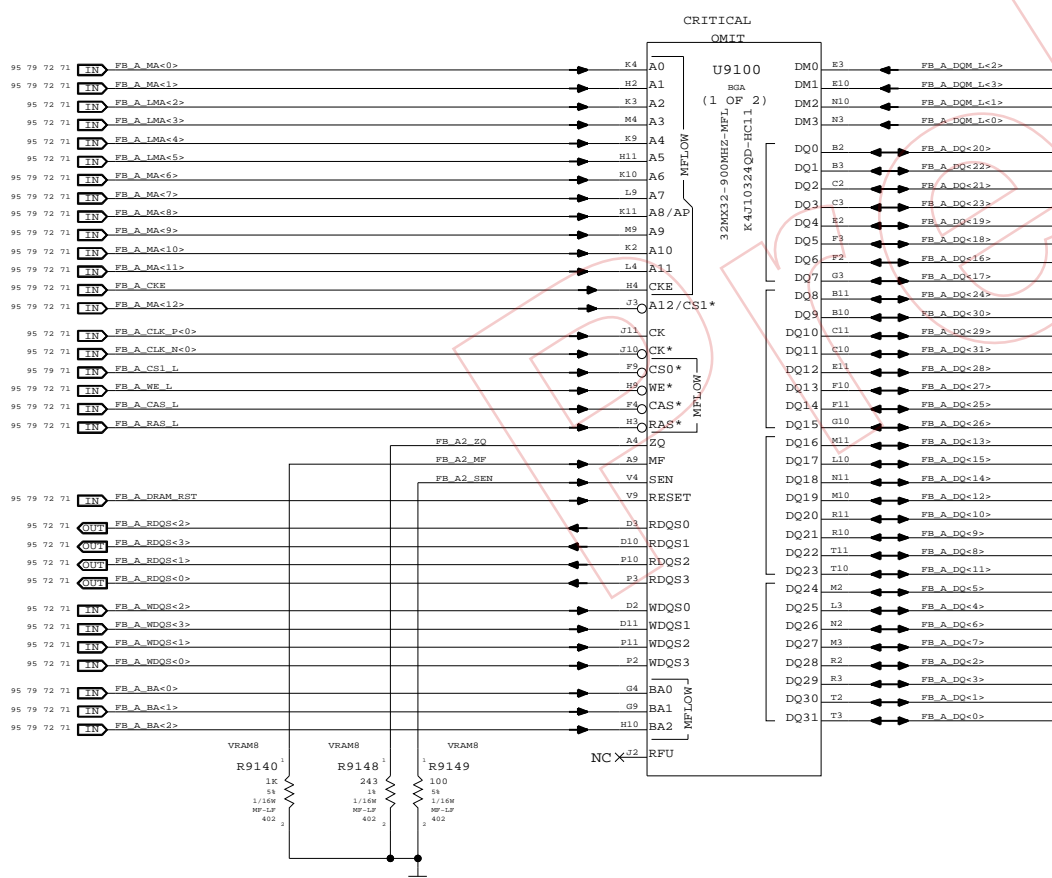 CRITICAL
OMIT
U9100
BGA
(1 OF 2)
32MX32-900MHZ-MFL
K4J10324QD-HC11
MFLOW
95 79 72 71 IN FB_A_MA<0> K4 A0
95 79 72 71 IN FB_A_MA<1> H2 A1
95 72 71 IN FB_A_LMA<2> K3 A2
95 72 71 IN FB_A_LMA<3> M4 A3
95 72 71 IN FB_A_LMA<4> K9 A4
95 72 71 IN FB_A_LMA<5> H11 A5
95 79 72 71 IN FB_A_MA<6> K10 A6
95 79 72 71 IN FB_A_MA<7> L9 A7
95 79 72 71 IN FB_A_MA<8> K11 A8/AP
95 79 72 71 IN FB_A_MA<9> M9 A9
95 79 72 71 IN FB_A_MA<10> K2 A10
95 79 72 71 IN FB_A_MA<11> L4 A11
95 79 72 71 IN FB_A_CKE H4 CKE
95 79 72 71 IN FB_A_MA<12> J3 A12/CS1*
95 72 71 IN FB_A_CLK_P<0> J11 CK
95 72 71 IN FB_A_CLK_N<0> J10 CK*
95 72 71 IN FB_A_CS1_L F9 CS0*
95 79 72 71 IN FB_A_WE_L H9 WE*
95 79 72 71 IN FB_A_CAS_L F4 CAS*
95 79 72 71 IN FB_A_RAS_L H3 RAS*
MFLOW
FB_A2_ZQ A4 ZQ
FB_A2_MF A9 MF
FB_A2_SEN V4 SEN
95 79 72 71 IN FB_A_DRAM_RST V9 RESET
95 72 71 OUT FB_A_RDQS<2> D3 RDQS0
95 72 71 OUT FB_A_RDQS<3> D10 RDQS1
95 72 71 OUT FB_A_RDQS<1> P10 RDQS2
95 72 71 OUT FB_A_RDQS<0> P3 RDQS3
95 72 71 IN FB_A_WDQS<2> D2 WDQS0
95 72 71 IN FB_A_WDQS<3> D11 WDQS1
95 72 71 IN FB_A_WDQS<1> P11 WDQS2
95 72 71 IN FB_A_WDQS<0> P2 WDQS3
95 79 72 71 IN FB_A_BA<0> G4 BA0
95 79 72 71 IN FB_A_BA<1> G9 BA1
95 79 72 71 IN FB_A_BA<2> H10 BA2
MFLOW
NC J2 RFU
DM0 E3 FB_A_DQM_L<2>
DM1 E10 FB_A_DQM_L<3>
DM2 N10 FB_A_DQM_L<1>
DM3 N3 FB_A_DQM_L<0>
DQ0 B2 FB_A_DQ<20>
DQ1 B3 FB_A_DQ<22>
DQ2 C2 FB_A_DQ<21>
DQ3 C3 FB_A_DQ<23>
DQ4 E2 FB_A_DQ<19>
DQ5 F3 FB_A_DQ<18>
DQ6 F2 FB_A_DQ<16>
DQ7 G3 FB_A_DQ<17>
DQ8 B11 FB_A_DQ<24>
DQ9 B10 FB_A_DQ<30>
DQ10 C11 FB_A_DQ<29>
DQ11 C10 FB_A_DQ<31>
DQ12 E11 FB_A_DQ<28>
DQ13 F10 FB_A_DQ<27>
DQ14 F11 FB_A_DQ<25>
DQ15 G10 FB_A_DQ<26>
DQ16 M11 FB_A_DQ<13>
DQ17 L10 FB_A_DQ<15>
DQ18 N11 FB_A_DQ<14>
DQ19 M10 FB_A_DQ<12>
DQ20 R11 FB_A_DQ<10>
DQ21 R10 FB_A_DQ<9>
DQ22 T11 FB_A_DQ<8>
DQ23 T10 FB_A_DQ<11>
DQ24 M2 FB_A_DQ<5>
DQ25 L3 FB_A_DQ<4>
DQ26 N2 FB_A_DQ<6>
DQ27 M3 FB_A_DQ<7>
DQ28 R2 FB_A_DQ<2>
DQ29 R3 FB_A_DQ<3>
DQ30 T2 FB_A_DQ<1>
DQ31 T3 FB_A_DQ<0>
VRAM8 VRAM8 VRAM8
R9140 1 R9148 1 R9149 1
1K 243 100
5% 1% 5%
1/16W 1/16W 1/16W
MF-LF MF-LF MF-LF
402 402 402
2 2 2